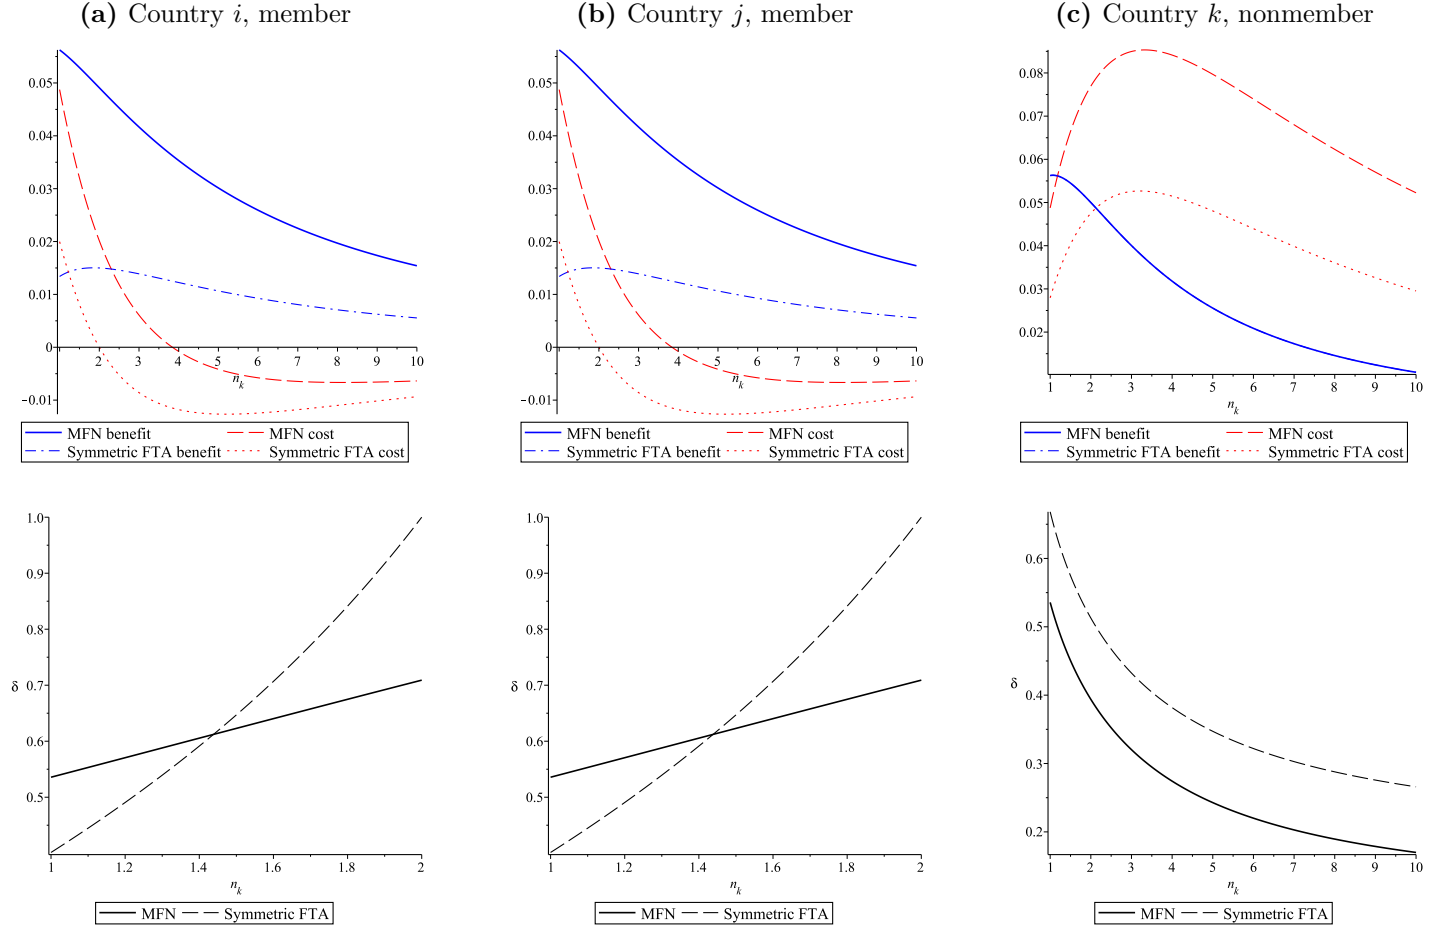 (a) Country i, member
0.05
0.04
0.03
0.02
0.01
0
−0.01
2 3 4 5 6 7 8 9 10
n_k
MFN benefit MFN cost
Symmetric FTA benefit Symmetric FTA cost
(b) Country j, member
0.05
0.04
0.03
0.02
0.01
0
−0.01
2 3 4 5 6 7 8 9 10
n_k
MFN benefit MFN cost
Symmetric FTA benefit Symmetric FTA cost
(c) Country k, nonmember
0.08
0.07
0.06
0.05
0.04
0.03
0.02
1 2 3 4 5 6 7 8 9 10
n_k
MFN benefit MFN cost
Symmetric FTA benefit Symmetric FTA cost
1.0
0.9
0.8
0.7
δ
0.6
0.5
1 1.2 1.4 1.6 1.8 2
n_k
MFN Symmetric FTA
1.0
0.9
0.8
0.7
δ
0.6
0.5
1 1.2 1.4 1.6 1.8 2
n_k
MFN Symmetric FTA
0.6
0.5
δ
0.4
0.3
0.2
1 2 3 4 5 6 7 8 9 10
n_k
MFN Symmetric FTA